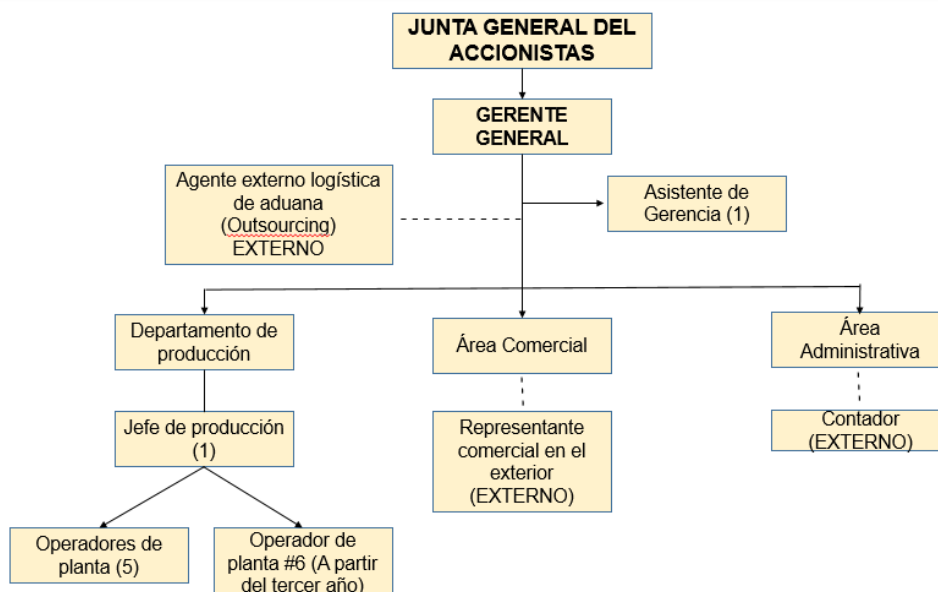 JUNTA GENERAL DEL
ACCIONISTAS
GERENTE
GENERAL
Agente externo logística
de aduana
(Outsourcing)
EXTERNO
Asistente de
Gerencia (1)
Departamento de
producción
Área Comercial
Área
Administrativa
Jefe de producción
(1)
Representante
comercial en el
exterior
(EXTERNO)
Contador
(EXTERNO)
Operadores de
planta (5)
Operador de
planta #6 (A partir
del tercer año)